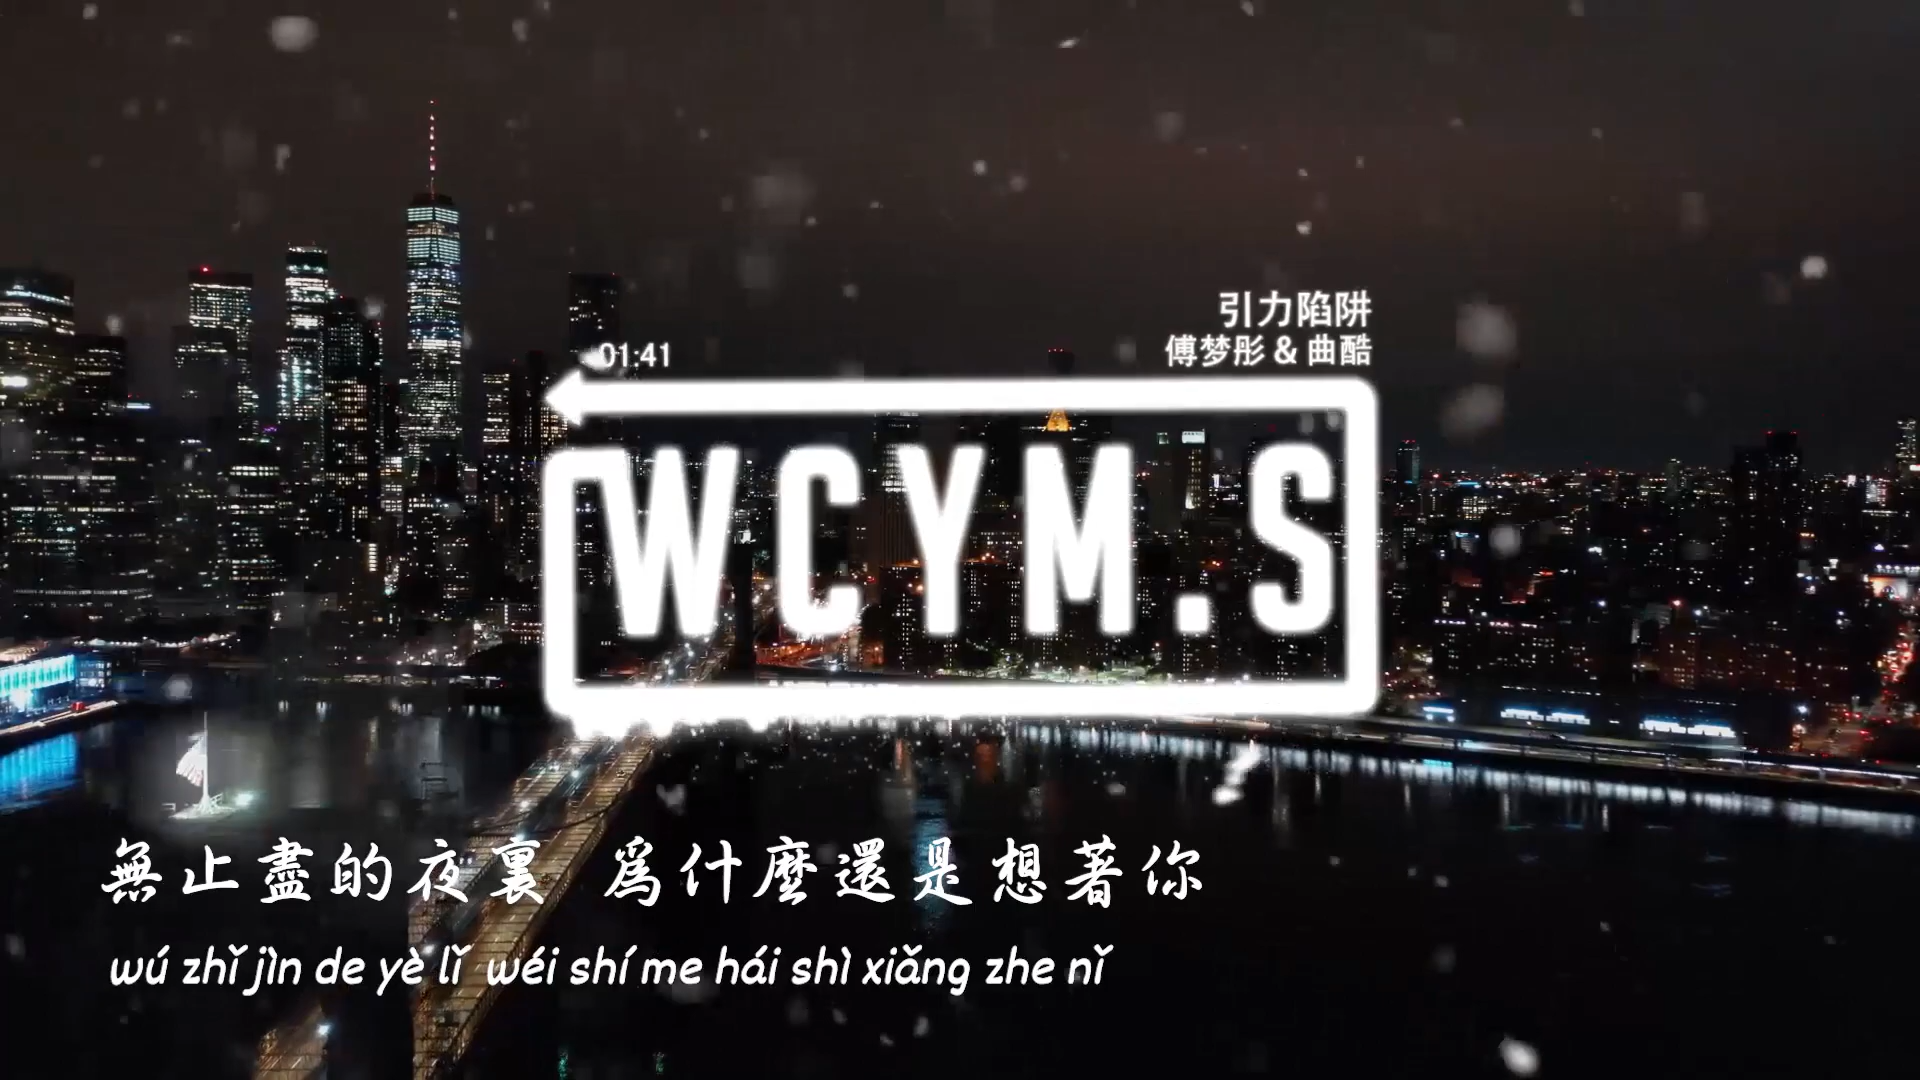 引力陷阱
01:41
傅梦彤 & 曲酷
WCYM.S
無止盡的夜裏 爲什麼還是想著你
wú zhǐ jìn de yè lǐ wéi shí me hái shì xiǎng zhe nǐ